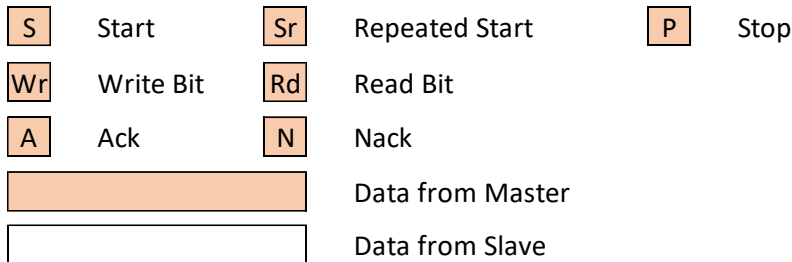 S Start Sr Repeated Start P Stop
Wr Write Bit Rd Read Bit
A Ack N Nack
Data from Master
Data from Slave